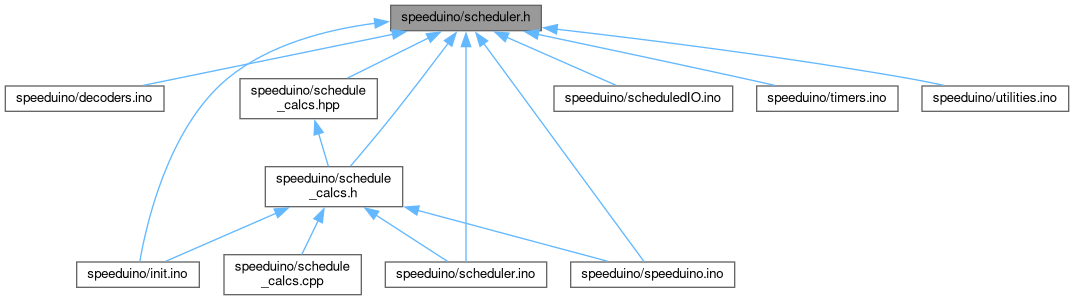 speeduino/scheduler.h
speeduino/decoders.ino
speeduino/schedule
_calcs.hpp
speeduino/scheduledIO.ino
speeduino/timers.ino
speeduino/utilities.ino
speeduino/schedule
_calcs.h
speeduino/init.ino
speeduino/schedule
_calcs.cpp
speeduino/scheduler.ino
speeduino/speeduino.ino